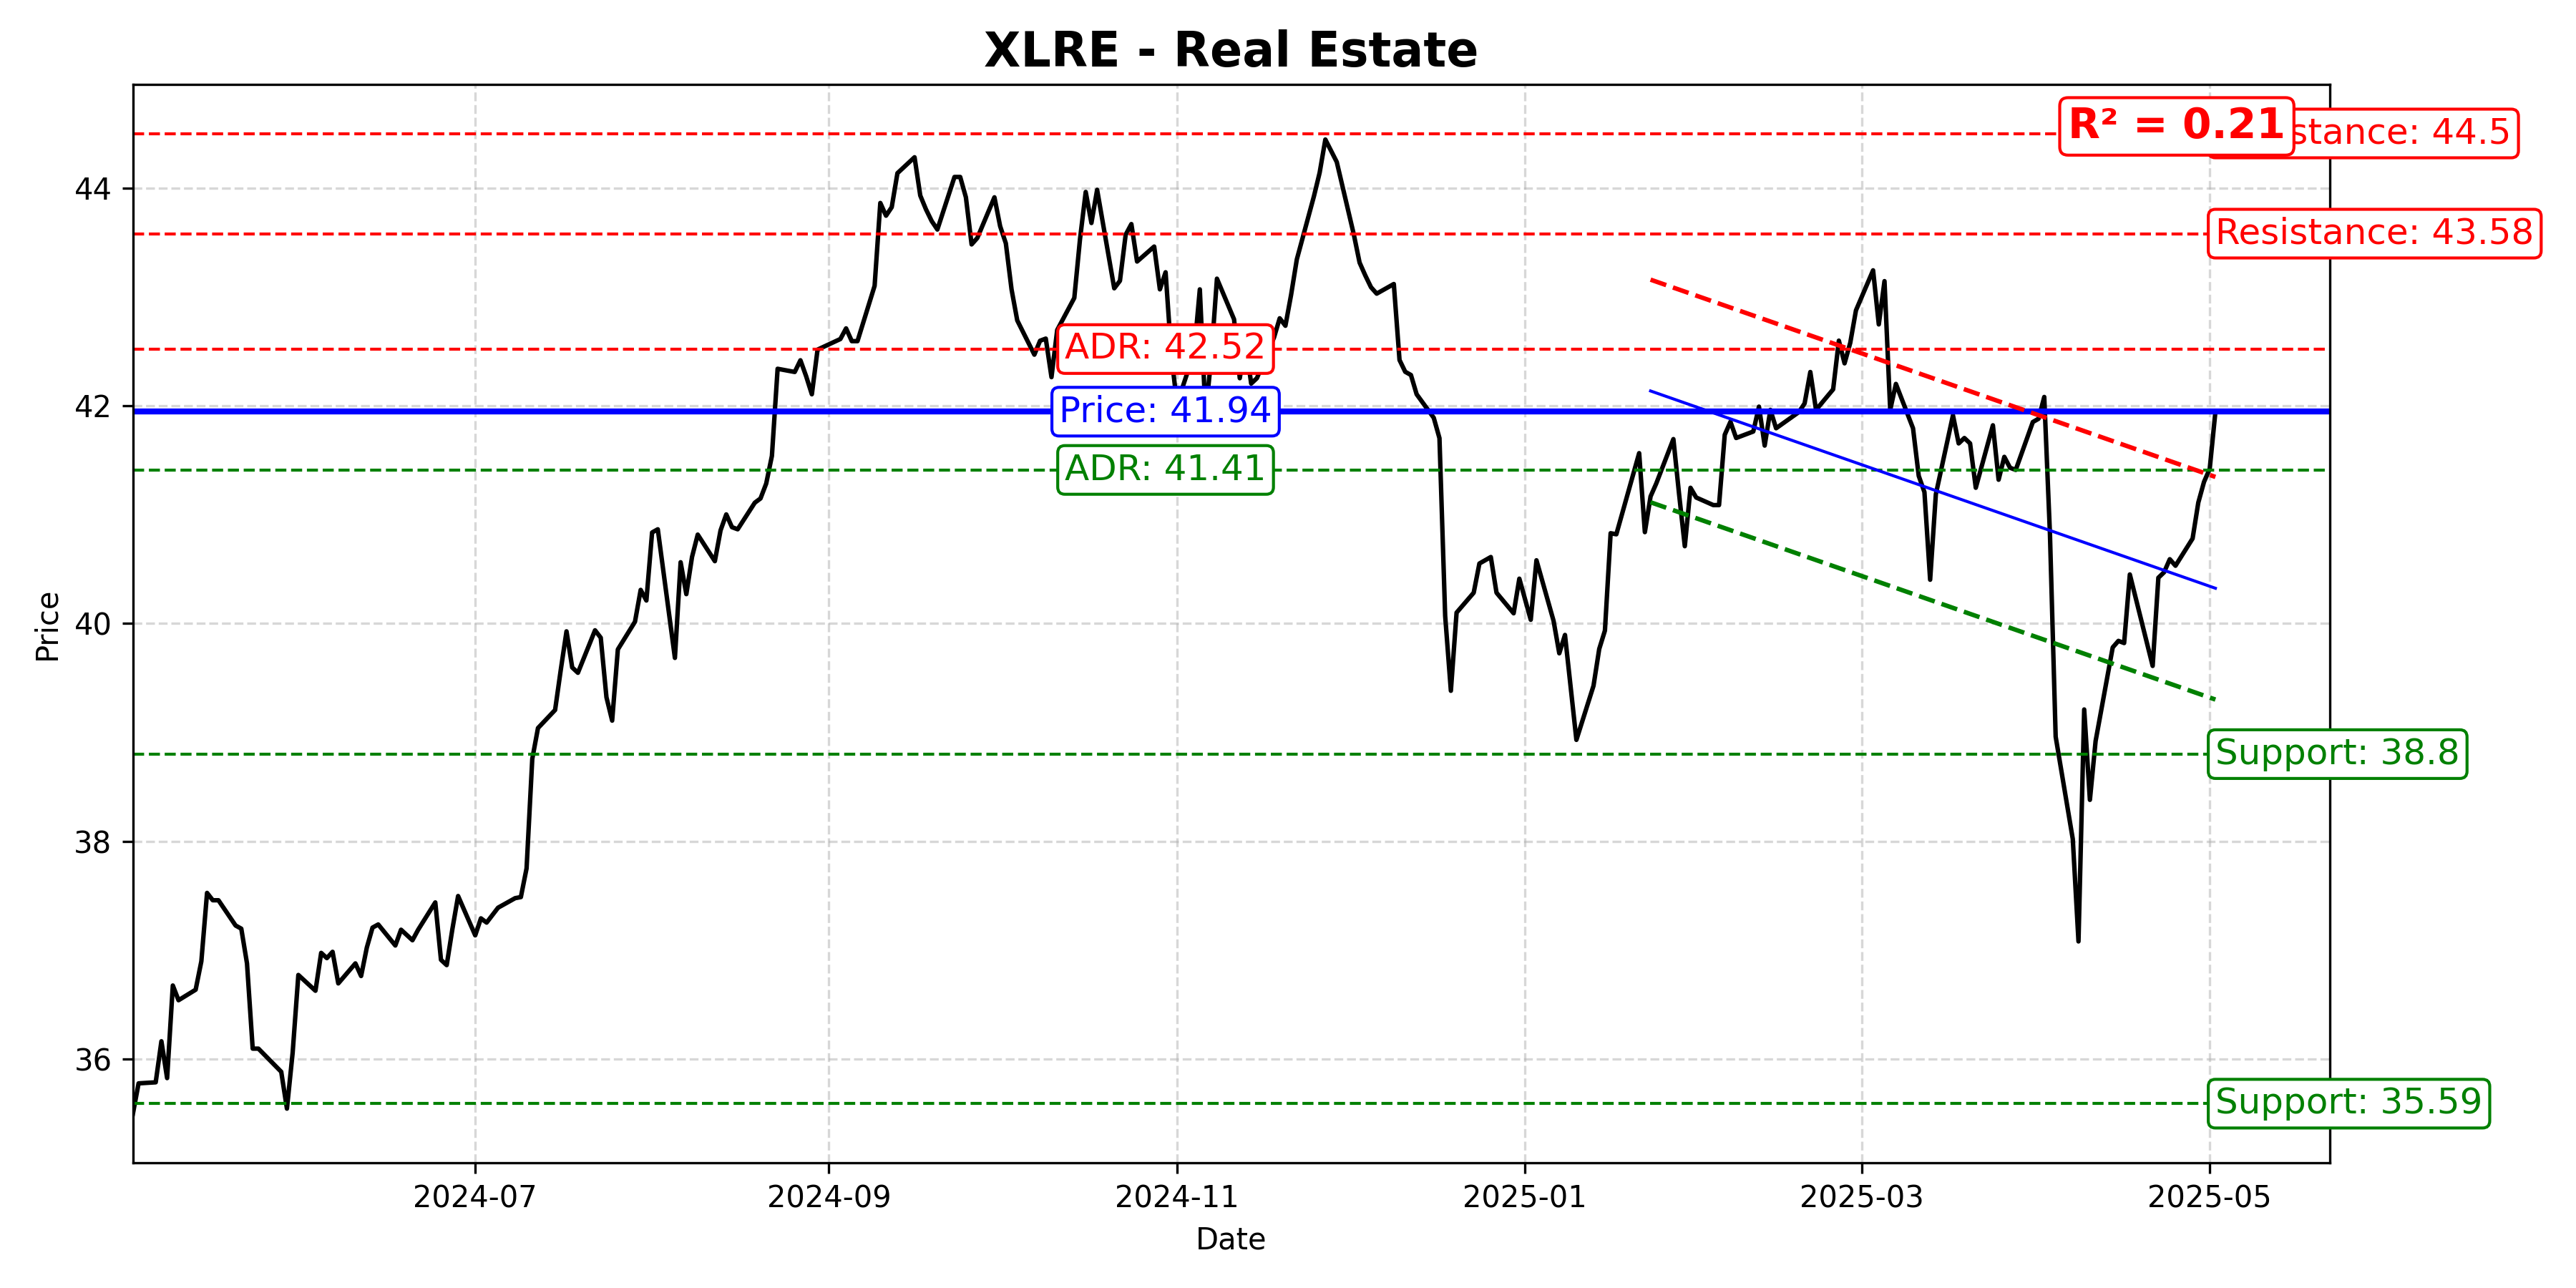 XLRE - Real Estate
R² = 0.21
stance: 44.5
44
Resistance: 43.58
ADR: 42.52
42
Price: 41.94
ADR: 41.41
40
Price
Support: 38.8
38
36
Support: 35.59
2024-07 2024-09 2024-11 2025-01 2025-03 2025-05
Date